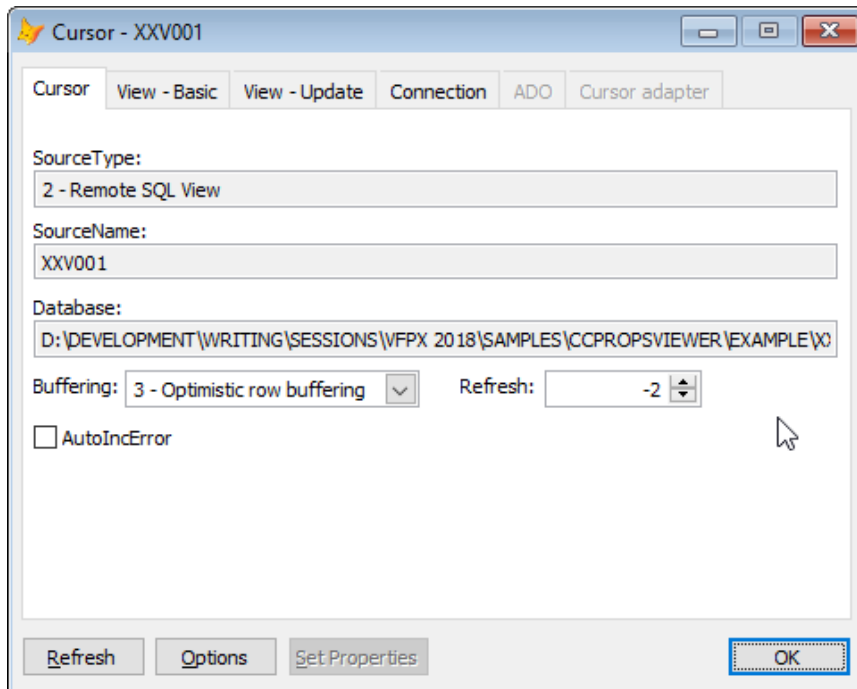 Cursor - XXV001
Cursor View - Basic View - Update Connection ADO Cursor adapter
SourceType:
2 - Remote SQL View
SourceName:
XXV001
Database:
D:\DEVELOPMENT\WRITING\SESSIONS\VFPX 2018\SAMPLES\CCPROPSVIEWER\EXAMPLE\
Buffering: 3 - Optimistic row buffering Refresh: -2
AutoIncError
Refresh Options Set Properties OK